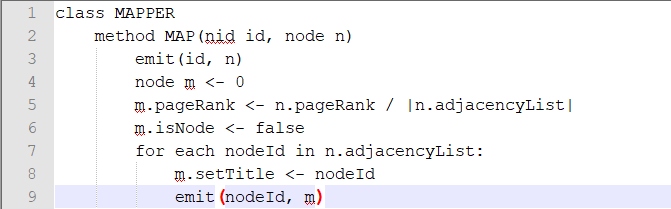 1 class MAPPER
2 method MAP(nid id, node n)
3 emit(id, n)
4 node m <- 0
5 m.pageRank <- n.pageRank / |n.adjacencyList|
6 m.isNode <- false
7 for each nodeId in n.adjacencyList:
8 m.setTitle <- nodeId
9 emit(nodeId, m)